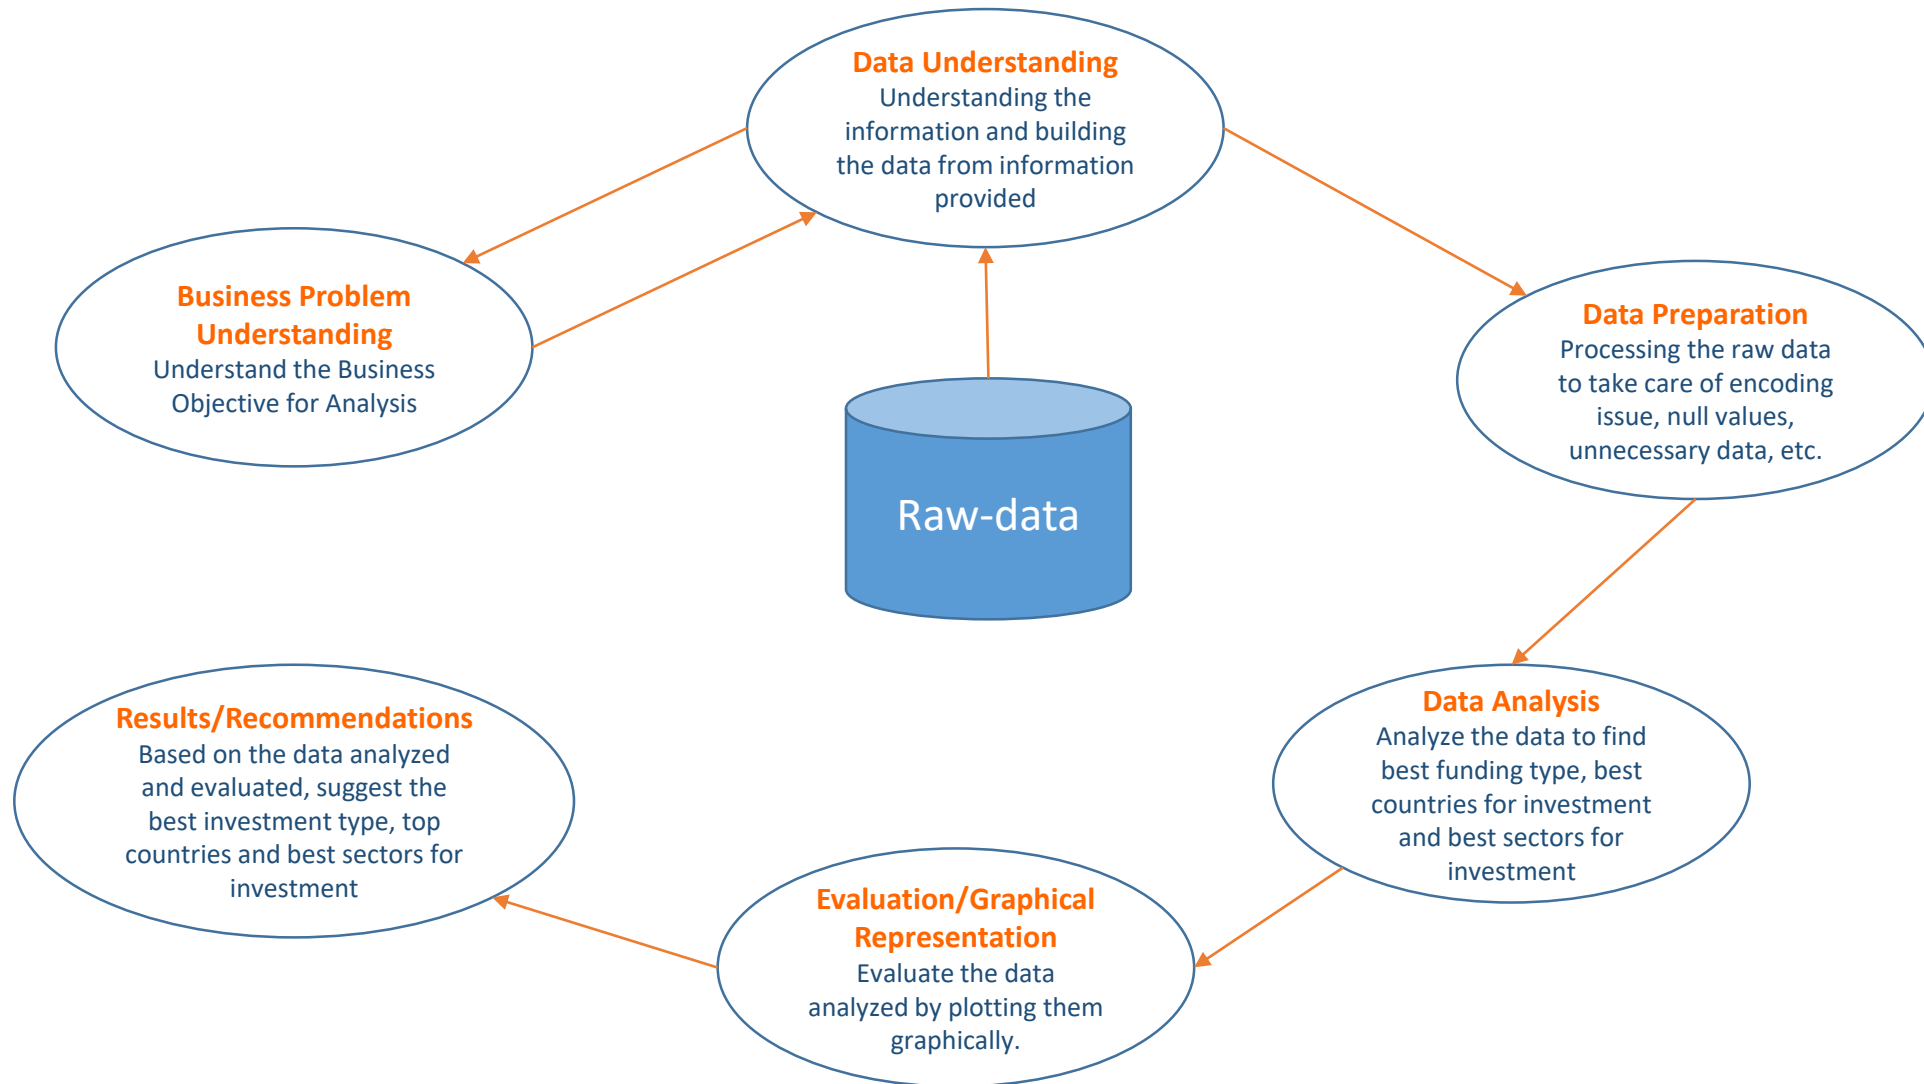 Data Understanding
Understanding the
information and building
the data from information
provided
Business Problem
Understanding
Understand the Business
Objective for Analysis
Data Preparation
Processing the raw data
to take care of encoding
issue, null values,
unnecessary data, etc.
Raw-data
Results/Recommendations
Based on the data analyzed
and evaluated, suggest the
best investment type, top
countries and best sectors for
investment
Data Analysis
Analyze the data to find
best funding type, best
countries for investment
and best sectors for
investment
Evaluation/Graphical
Representation
Evaluate the data
analyzed by plotting them
graphically.